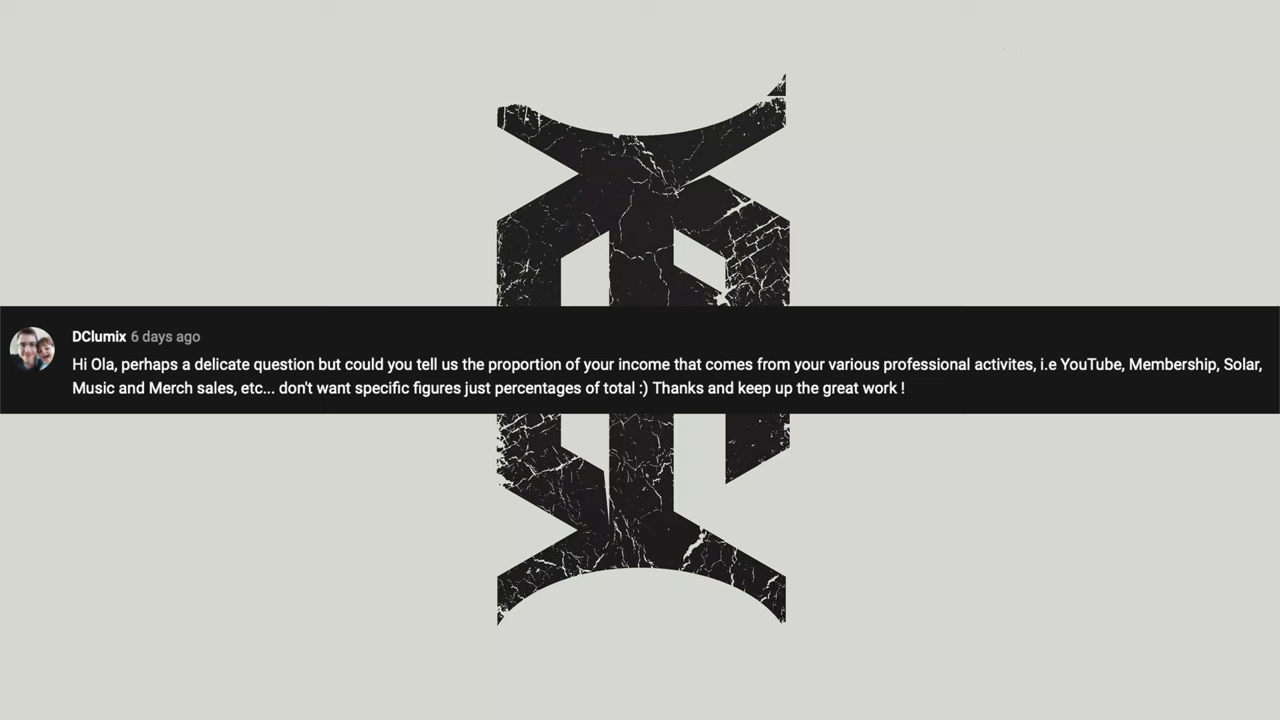 DClumix 6 days ago
Hi Ola, perhaps a delicate question but could you tell us the proportion of your income that comes from your various professional activites, i.e YouTube, Membership, Solar,
Music and Merch sales, etc... don't want specific figures just percentages of total :) Thanks and keep up the great work !